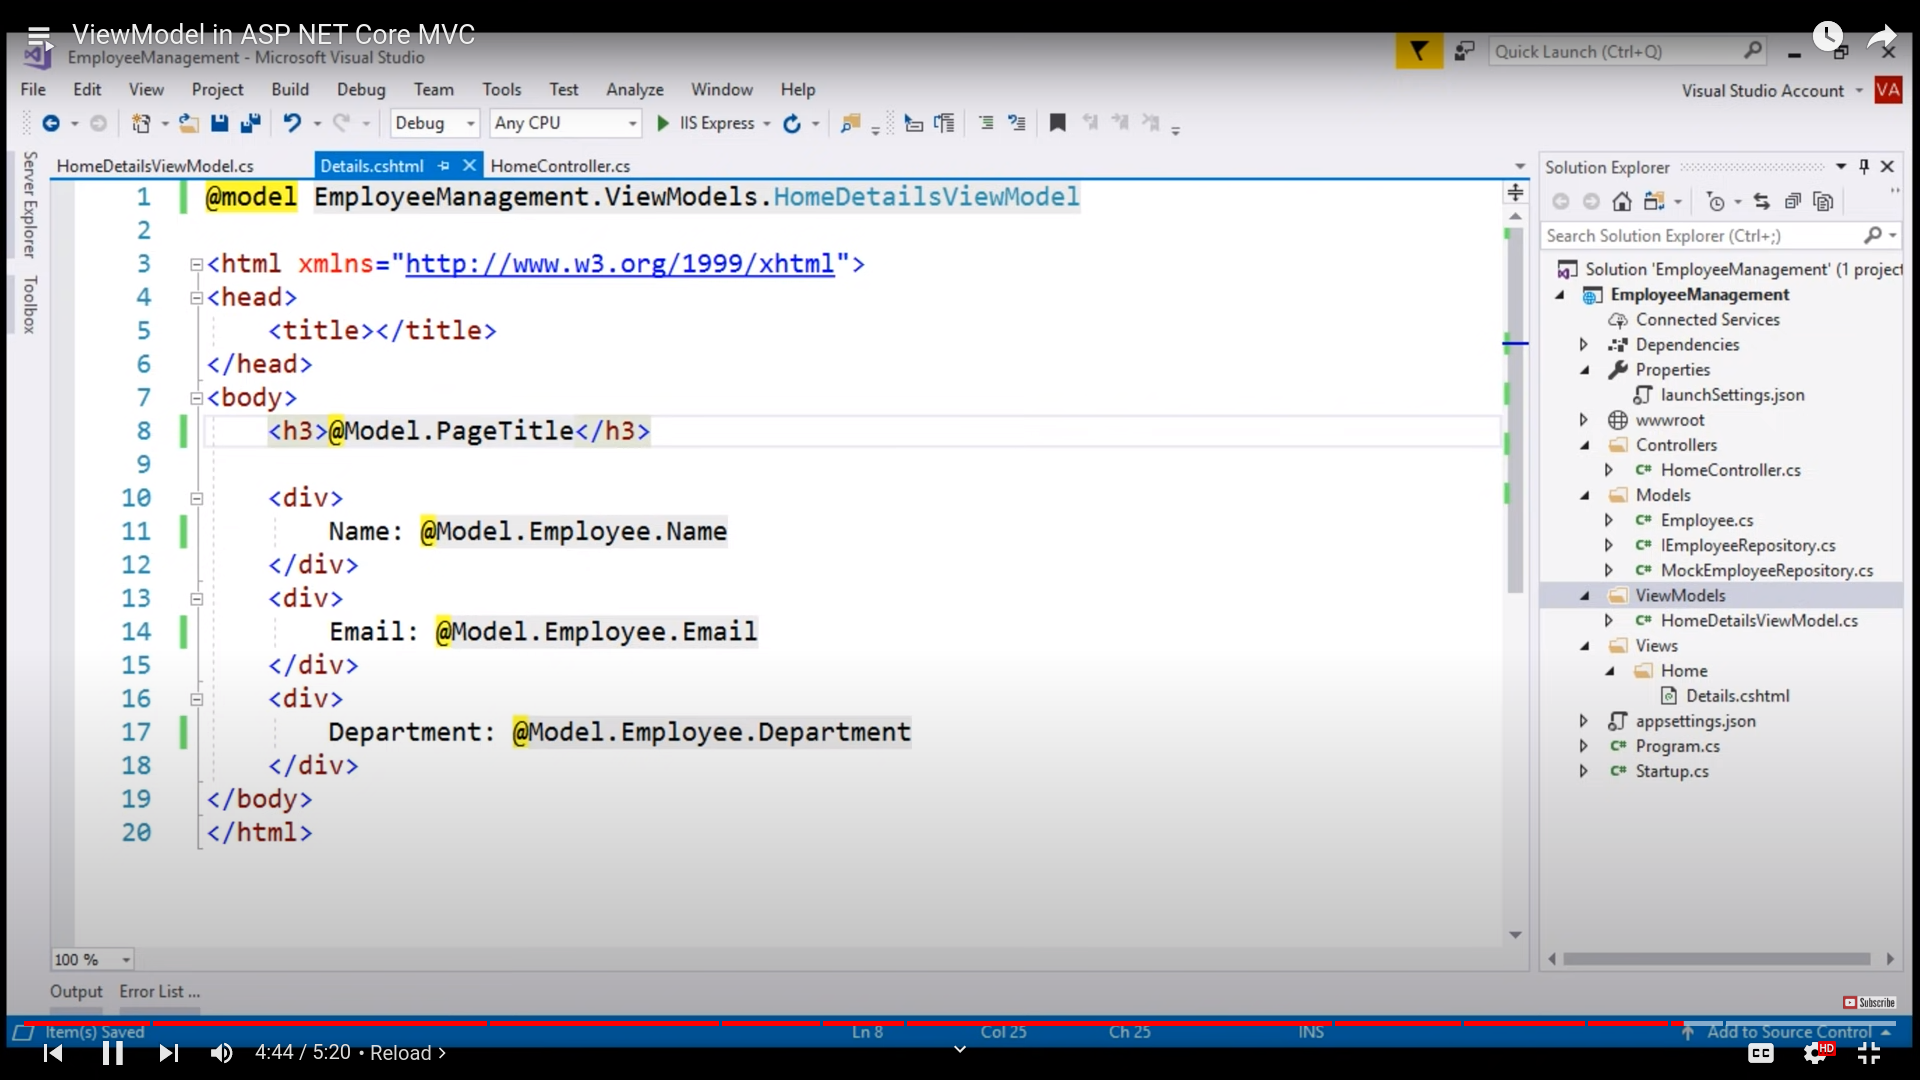 ViewModel in ASP NET Core MVC
EmployeeManagement - Microsoft Visual Studio
Quick Launch (Ctrl+Q)
File Edit View Project Build Debug Team Tools Test Analyze Window Help
Visual Studio Account VA
Debug Any CPU IIS Express
Server Explorer
Toolbox
HomeDetailsViewModel.cs Details.cshtml HomeController.cs
1 @model EmployeeManagement.ViewModels.HomeDetailsViewModel
2
3 <html xmlns="http://www.w3.org/1999/xhtml">
4 <head>
5 <title></title>
6 </head>
7 <body>
8 <h3>@Model.PageTitle</h3>
9
10 <div>
11 Name: @Model.Employee.Name
12 </div>
13 <div>
14 Email: @Model.Employee.Email
15 </div>
16 <div>
17 Department: @Model.Employee.Department
18 </div>
19 </body>
20 </html>
100 %
Output Error List ...
Solution Explorer
Search Solution Explorer (Ctrl+;)
Solution 'EmployeeManagement' (1 project
EmployeeManagement
Connected Services
Dependencies
Properties
launchSettings.json
wwwroot
Controllers
C# HomeController.cs
Models
C# Employee.cs
C# IEmployeeRepository.cs
C# MockEmployeeRepository.cs
ViewModels
C# HomeDetailsViewModel.cs
Views
Home
Details.cshtml
appsettings.json
C# Program.cs
C# Startup.cs
Subscribe
Item(s) Saved Ln 8 Col 25 Ch 25 INS Add to Source Control
4:44 / 5:20 • Reload ›
CC HD